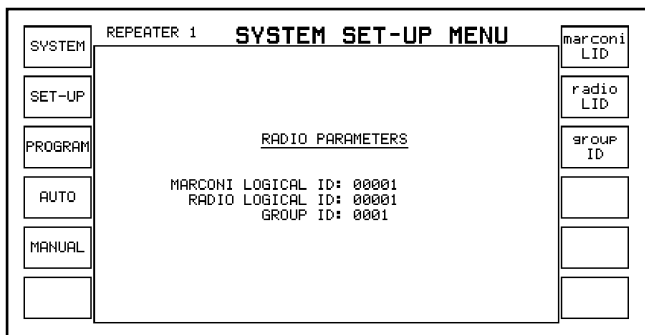 REPEATER 1
SYSTEM SET-UP MENU
SYSTEM
SET-UP
PROGRAM
AUTO
MANUAL
RADIO PARAMETERS
MARCONI LOGICAL ID: 00001
RADIO LOGICAL ID: 00001
GROUP ID: 0001
marconi
LID
radio
LID
group
ID